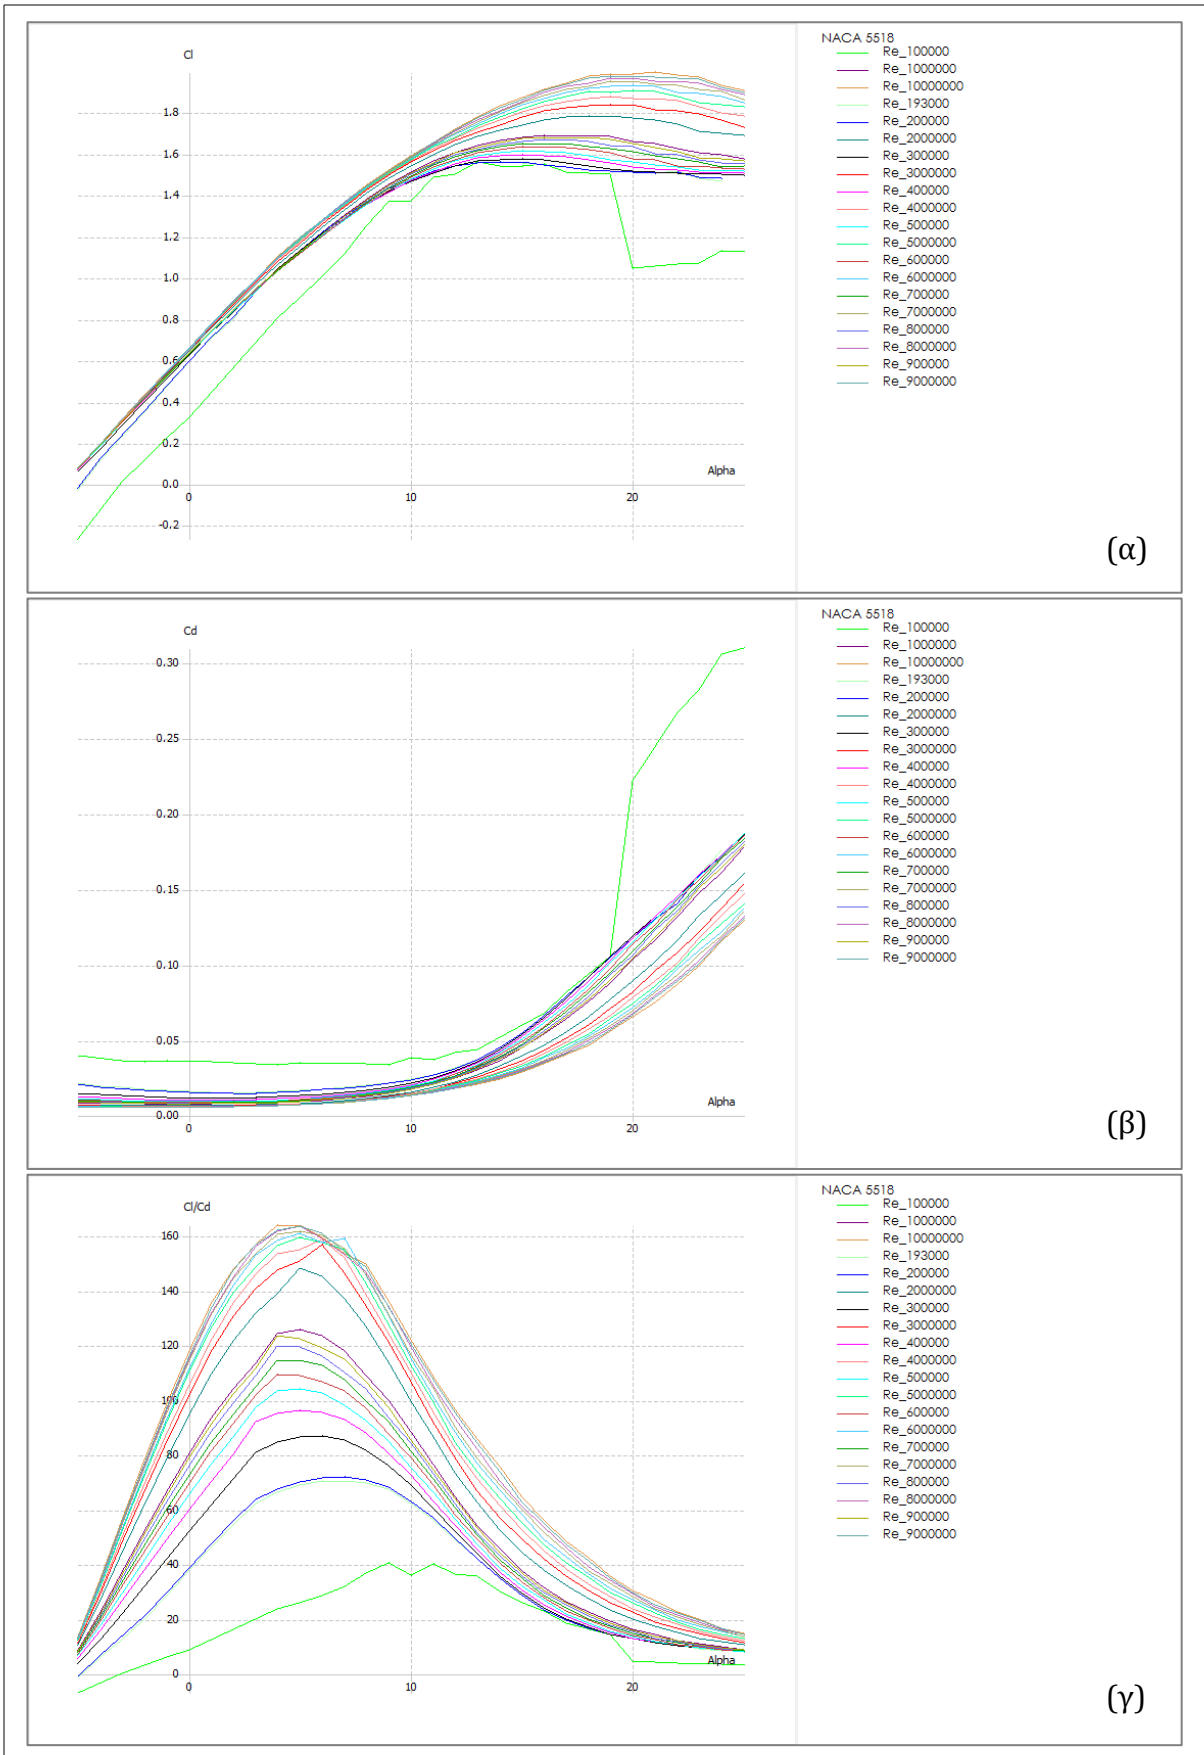 Cl
1.8
1.6
1.4
1.2
1.0
0.8
0.6
0.4
0.2
0.0
-0.2
0
10
20
Alpha
NACA 5518
Re_100000
Re_1000000
Re_10000000
Re_193000
Re_200000
Re_2000000
Re_300000
Re_3000000
Re_400000
Re_4000000
Re_500000
Re_5000000
Re_600000
Re_6000000
Re_700000
Re_7000000
Re_800000
Re_8000000
Re_900000
Re_9000000
(α)
Cd
0.30
0.25
0.20
0.15
0.10
0.05
0.00
0
10
20
Alpha
NACA 5518
Re_100000
Re_1000000
Re_10000000
Re_193000
Re_200000
Re_2000000
Re_300000
Re_3000000
Re_400000
Re_4000000
Re_500000
Re_5000000
Re_600000
Re_6000000
Re_700000
Re_7000000
Re_800000
Re_8000000
Re_900000
Re_9000000
(β)
Cl/Cd
160
140
120
100
80
60
40
20
0
0
10
20
Alpha
NACA 5518
Re_100000
Re_1000000
Re_10000000
Re_193000
Re_200000
Re_2000000
Re_300000
Re_3000000
Re_400000
Re_4000000
Re_500000
Re_5000000
Re_600000
Re_6000000
Re_700000
Re_7000000
Re_800000
Re_8000000
Re_900000
Re_9000000
(γ)